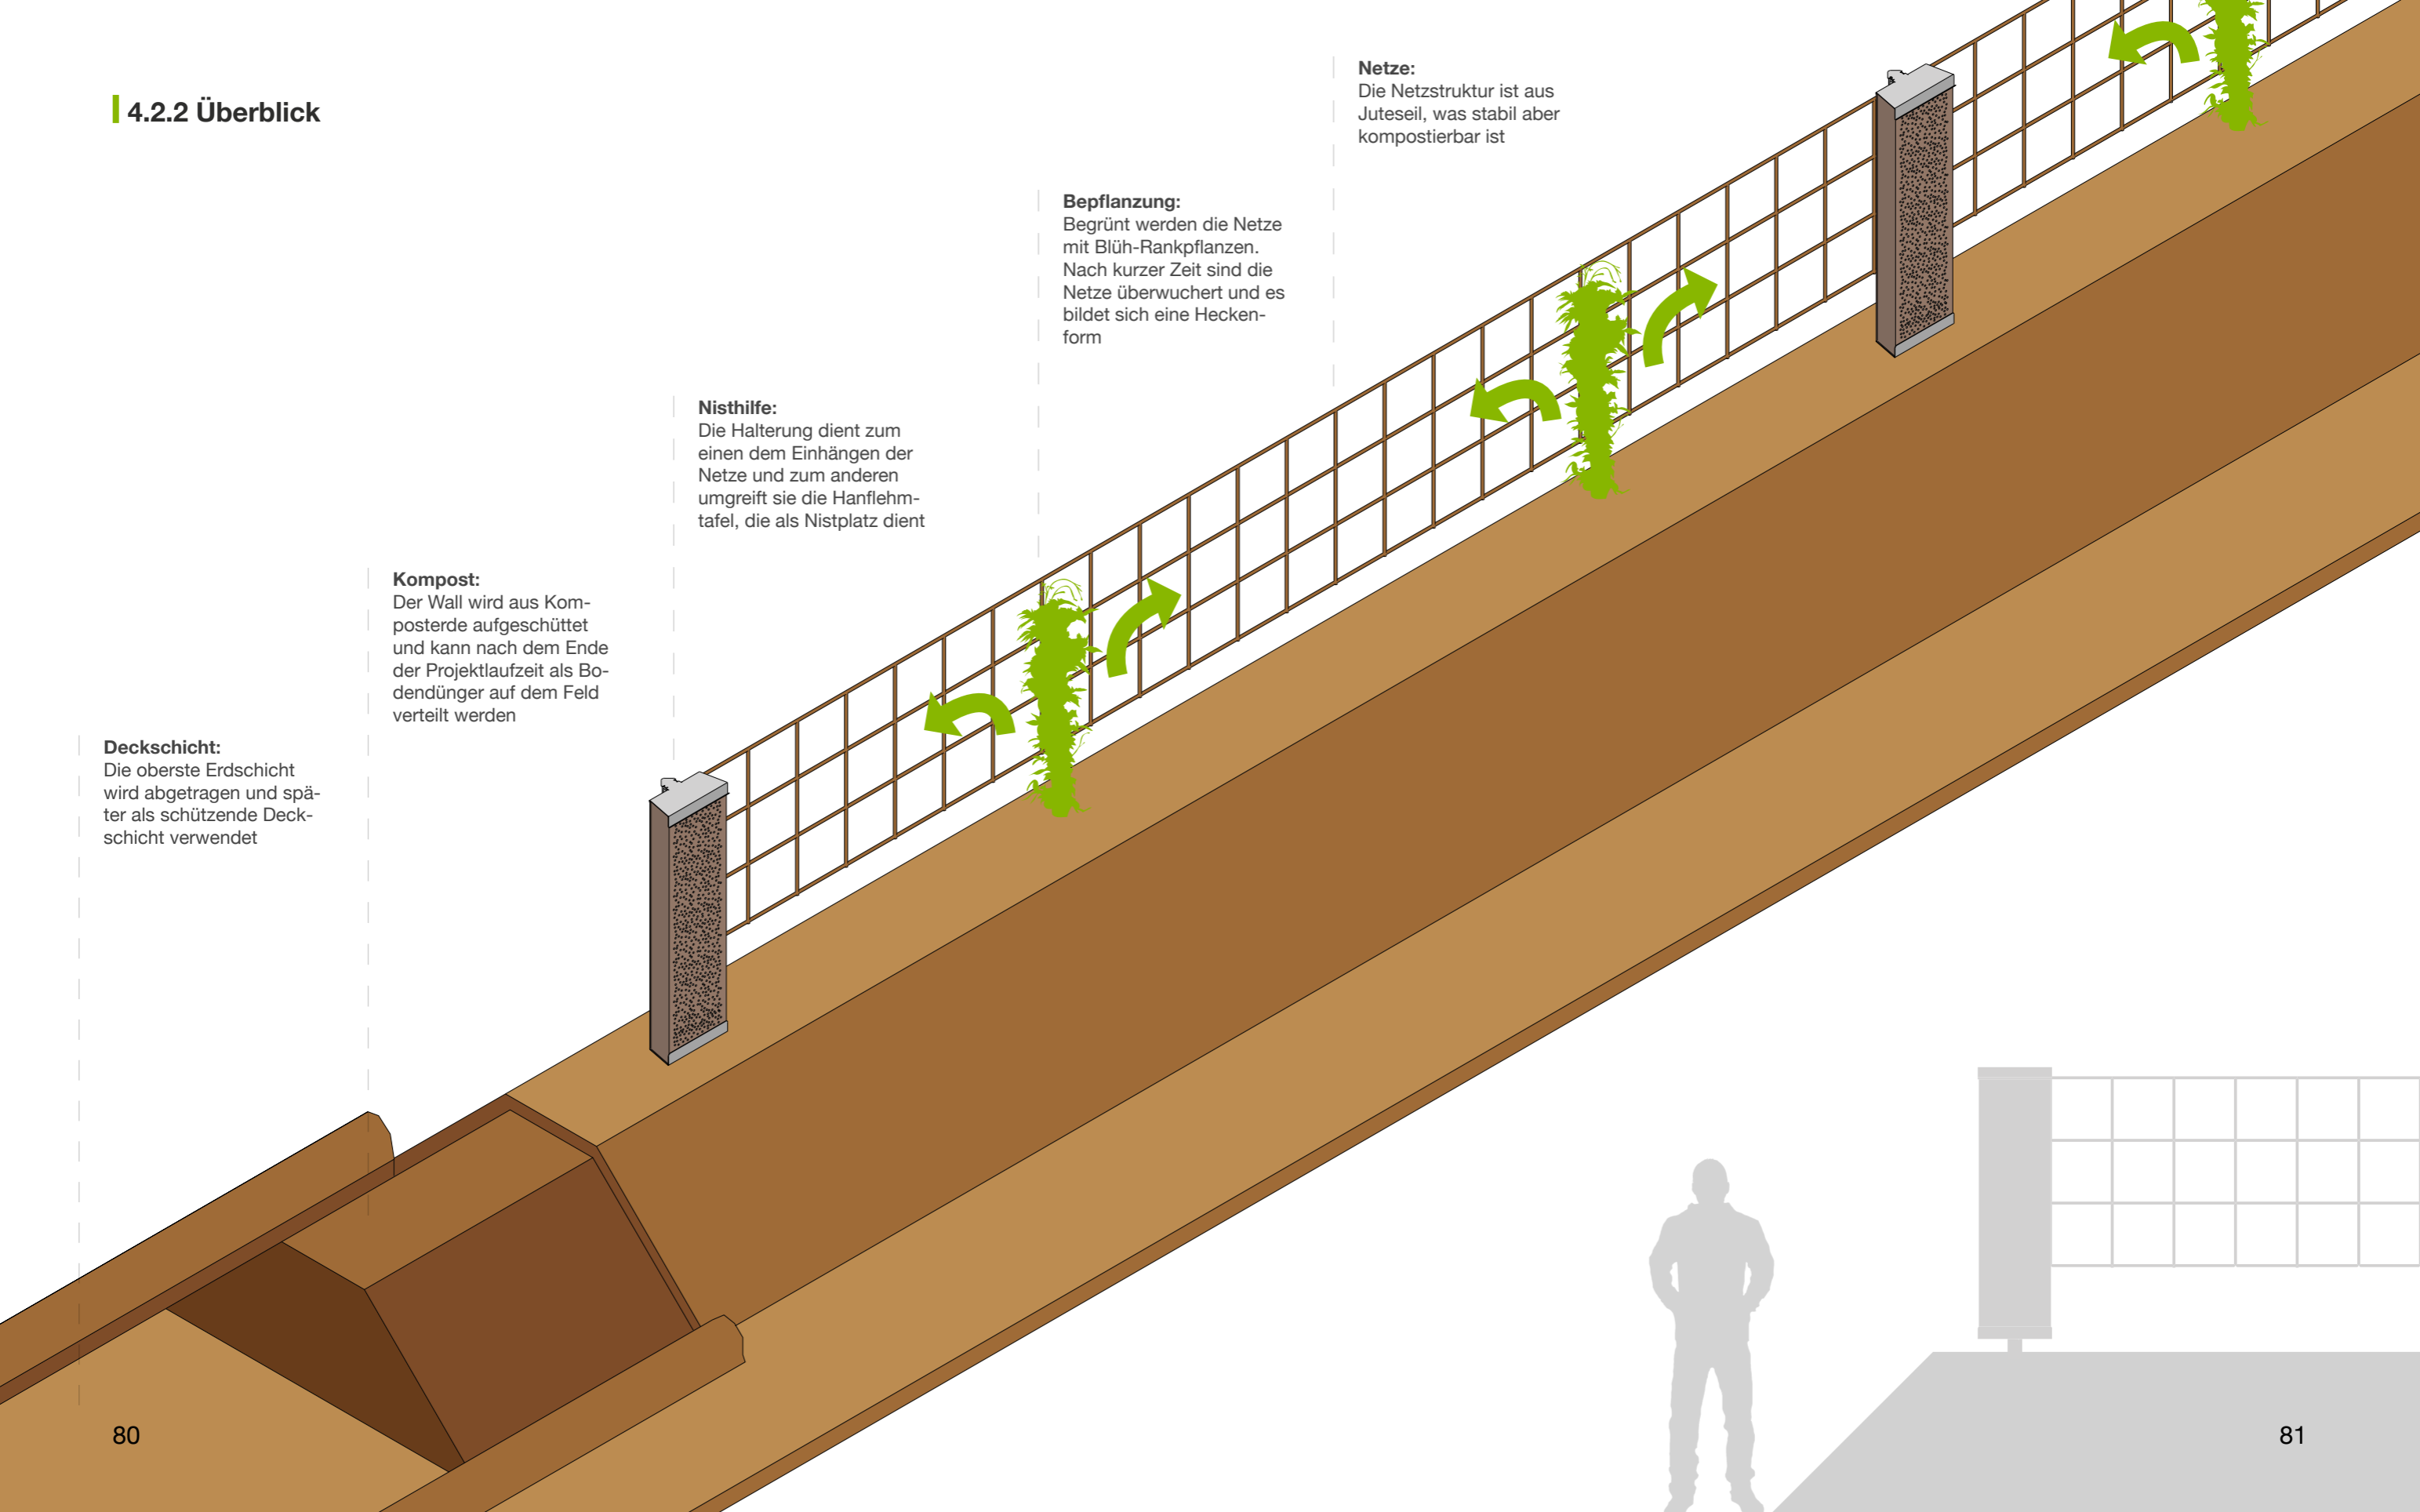 4.2.2 Überblick
Netze:
Die Netzstruktur ist aus
Juteseil, was stabil aber
kompostierbar ist
Bepflanzung:
Begrünt werden die Netze
mit Blüh-Rankpflanzen.
Nach kurzer Zeit sind die
Netze überwuchert und es
bildet sich eine Hecken-
form
Nisthilfe:
Die Halterung dient zum
einen dem Einhängen der
Netze und zum anderen
umgreift sie die Hanflehm-
tafel, die als Nistplatz dient
Kompost:
Der Wall wird aus Kom-
posterde aufgeschüttet
und kann nach dem Ende
der Projektlaufzeit als Bo-
dendünger auf dem Feld
verteilt werden
Deckschicht:
Die oberste Erdschicht
wird abgetragen und spä-
ter als schützende Deck-
schicht verwendet
80
81